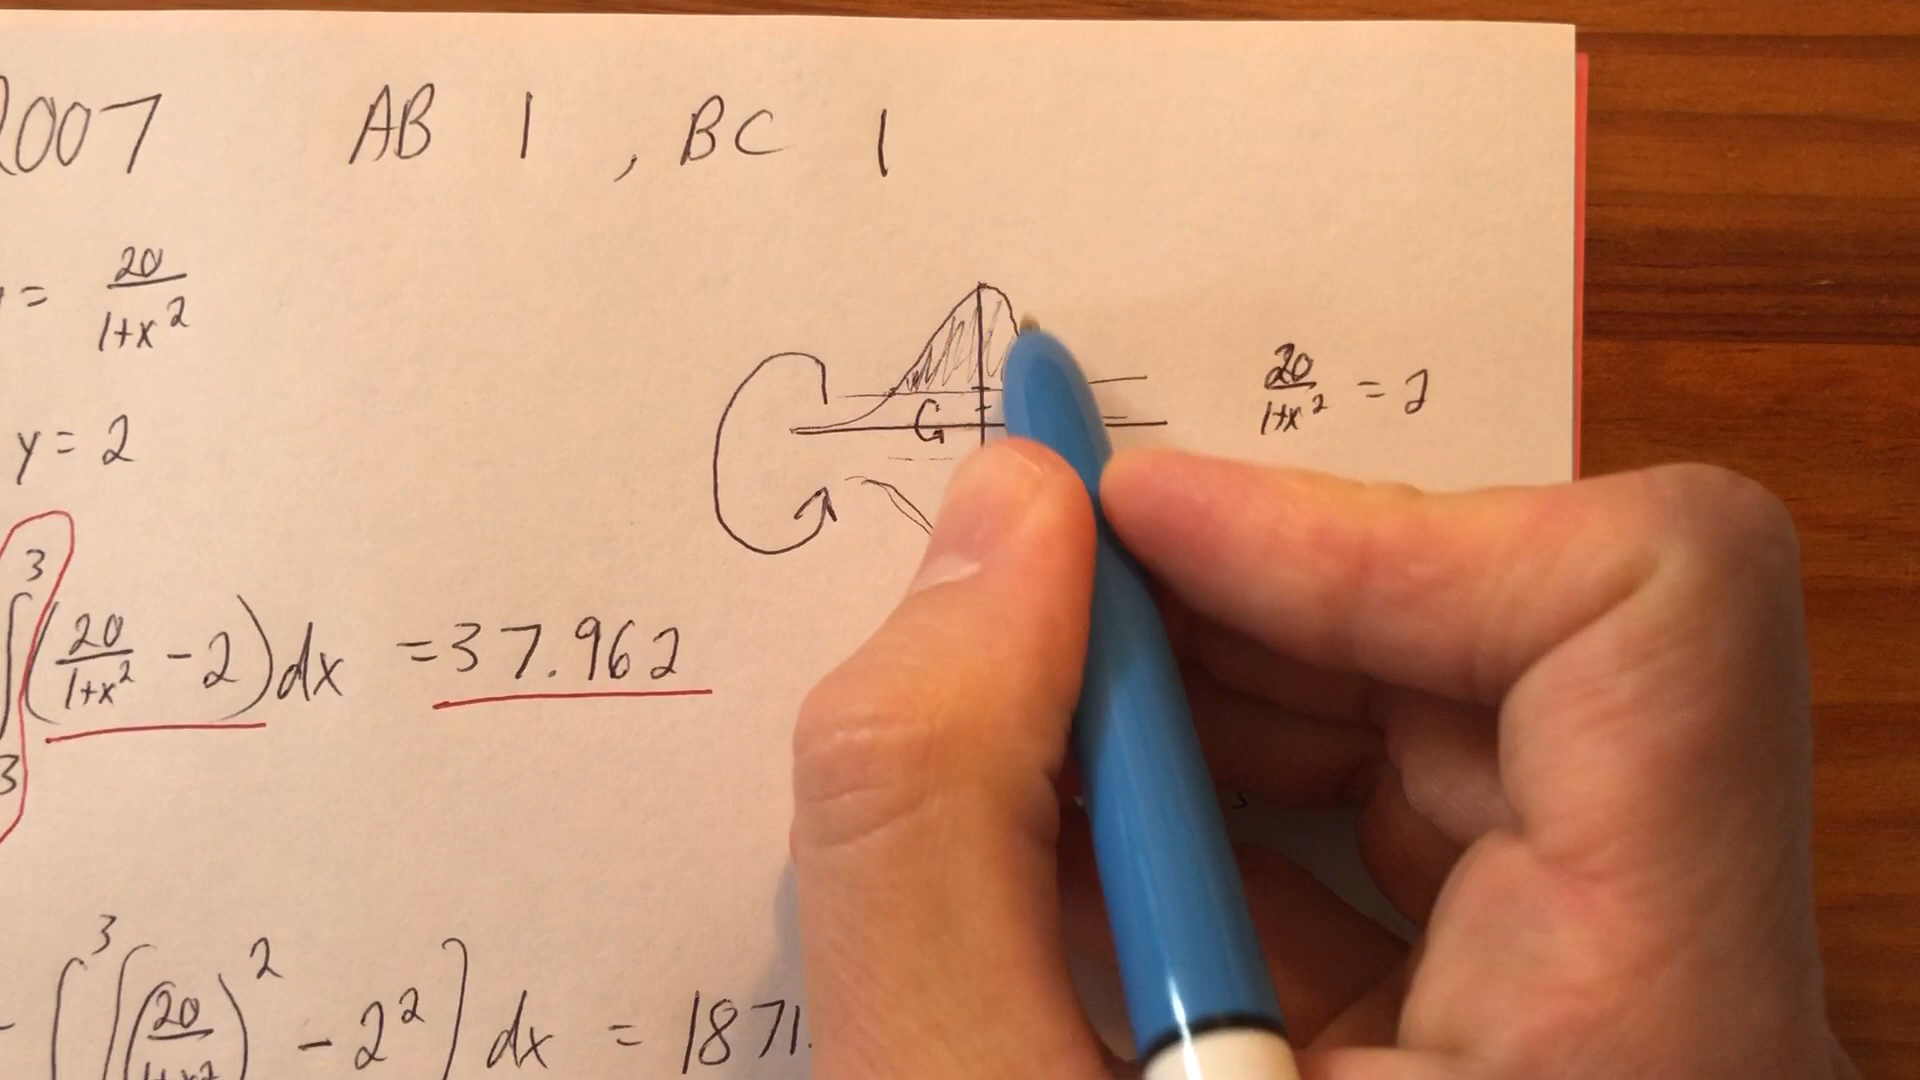 2007 AB 1 , BC 1
= 20/(1+x²)
20/(1+x²) = 2
y = 2
G
∫ 3 3 (20/(1+x²) - 2) dx = 37.962
∫ 3 [(20/(1+x²))² - 2²] dx = 1871.